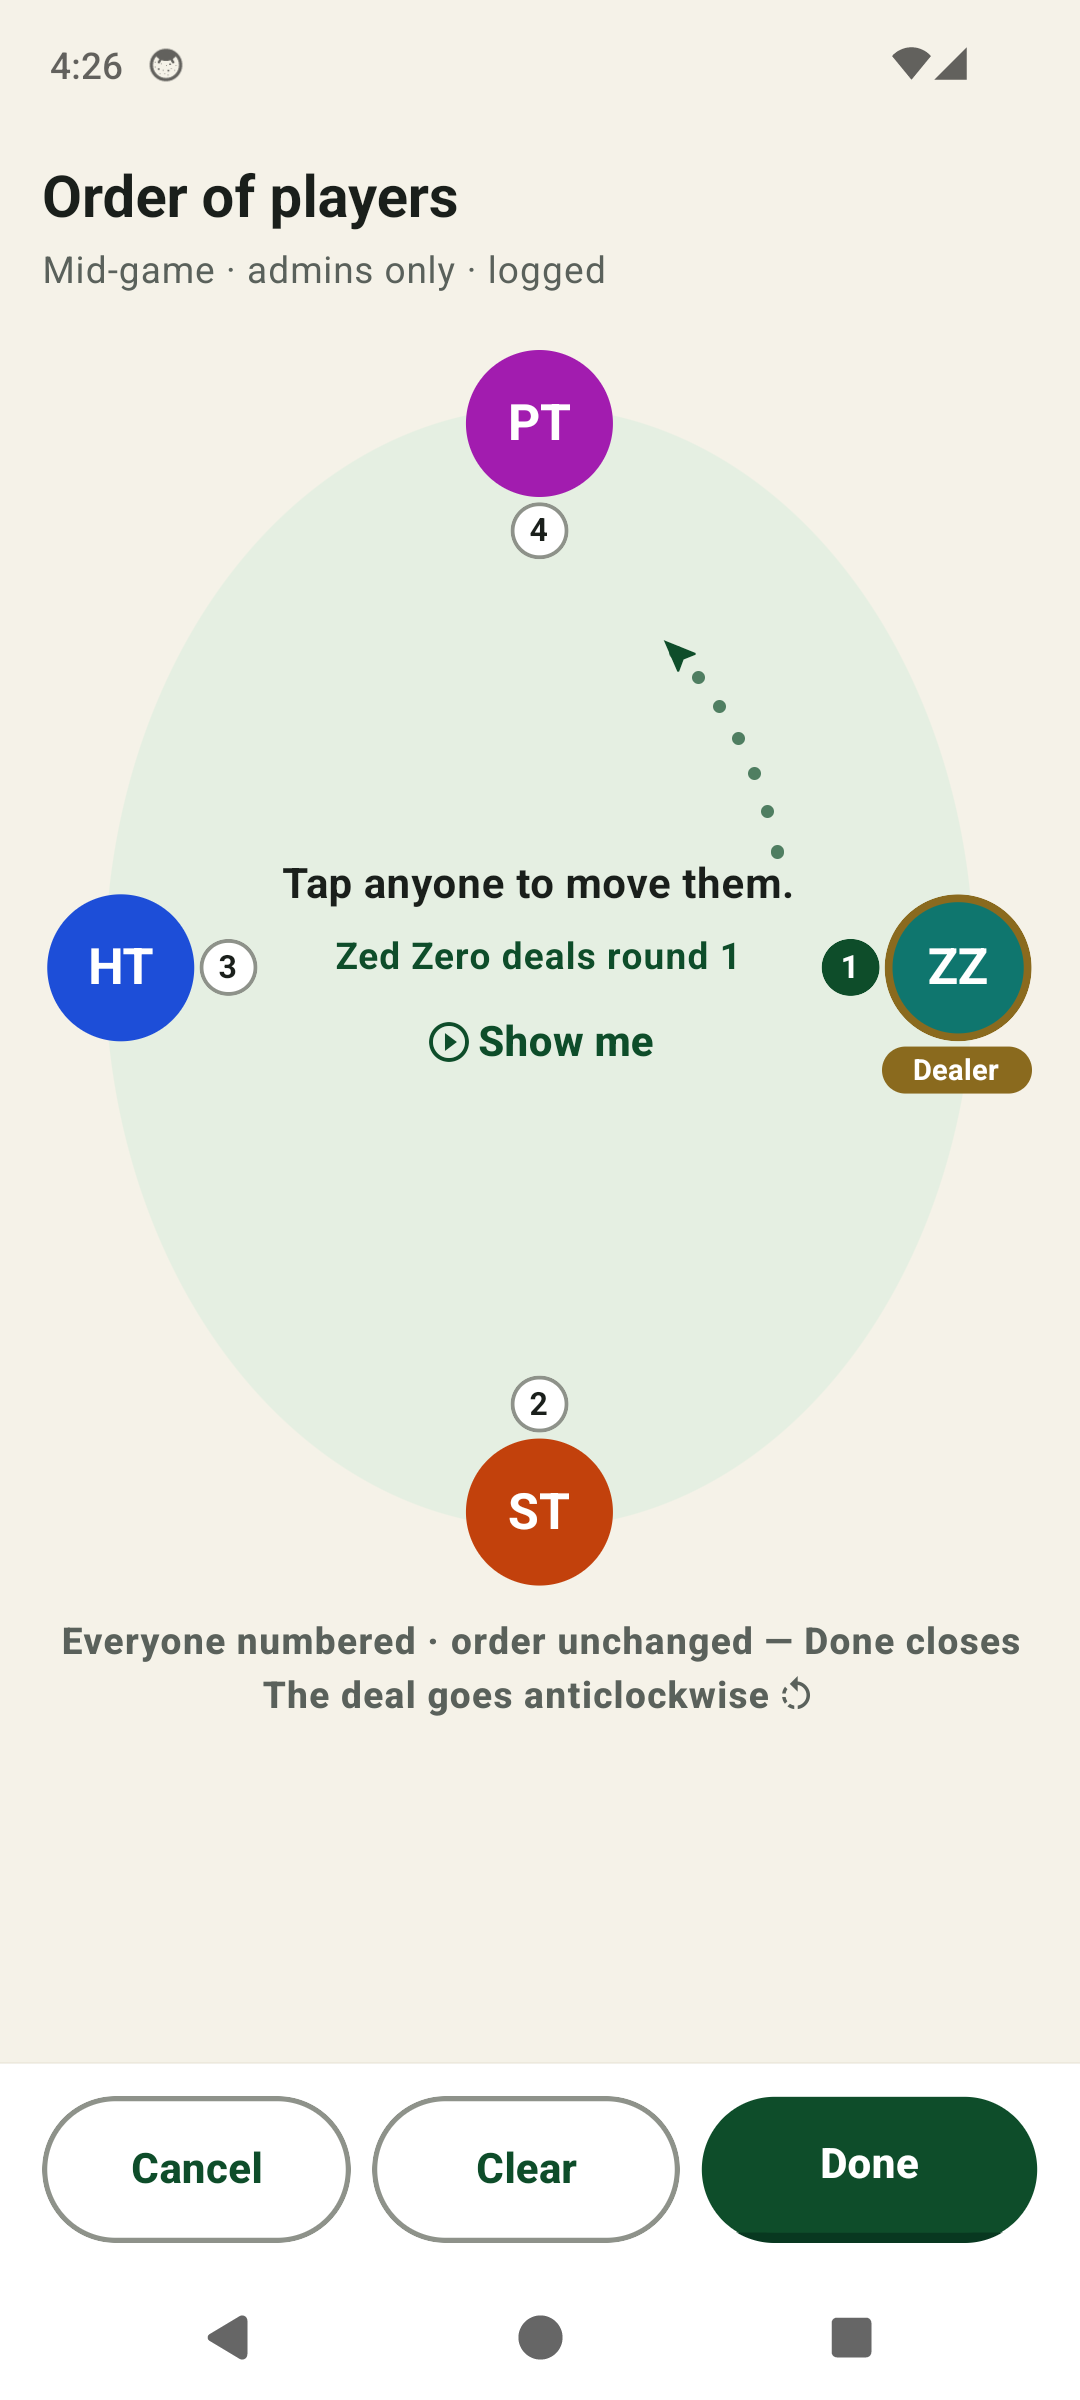 4:26
Order of players
Mid-game · admins only · logged
PT
4
Tap anyone to move them.
HT
3
Zed Zero deals round 1
1
ZZ
Show me
Dealer
2
ST
Everyone numbered · order unchanged — Done closes
The deal goes anticlockwise
Cancel
Clear
Done